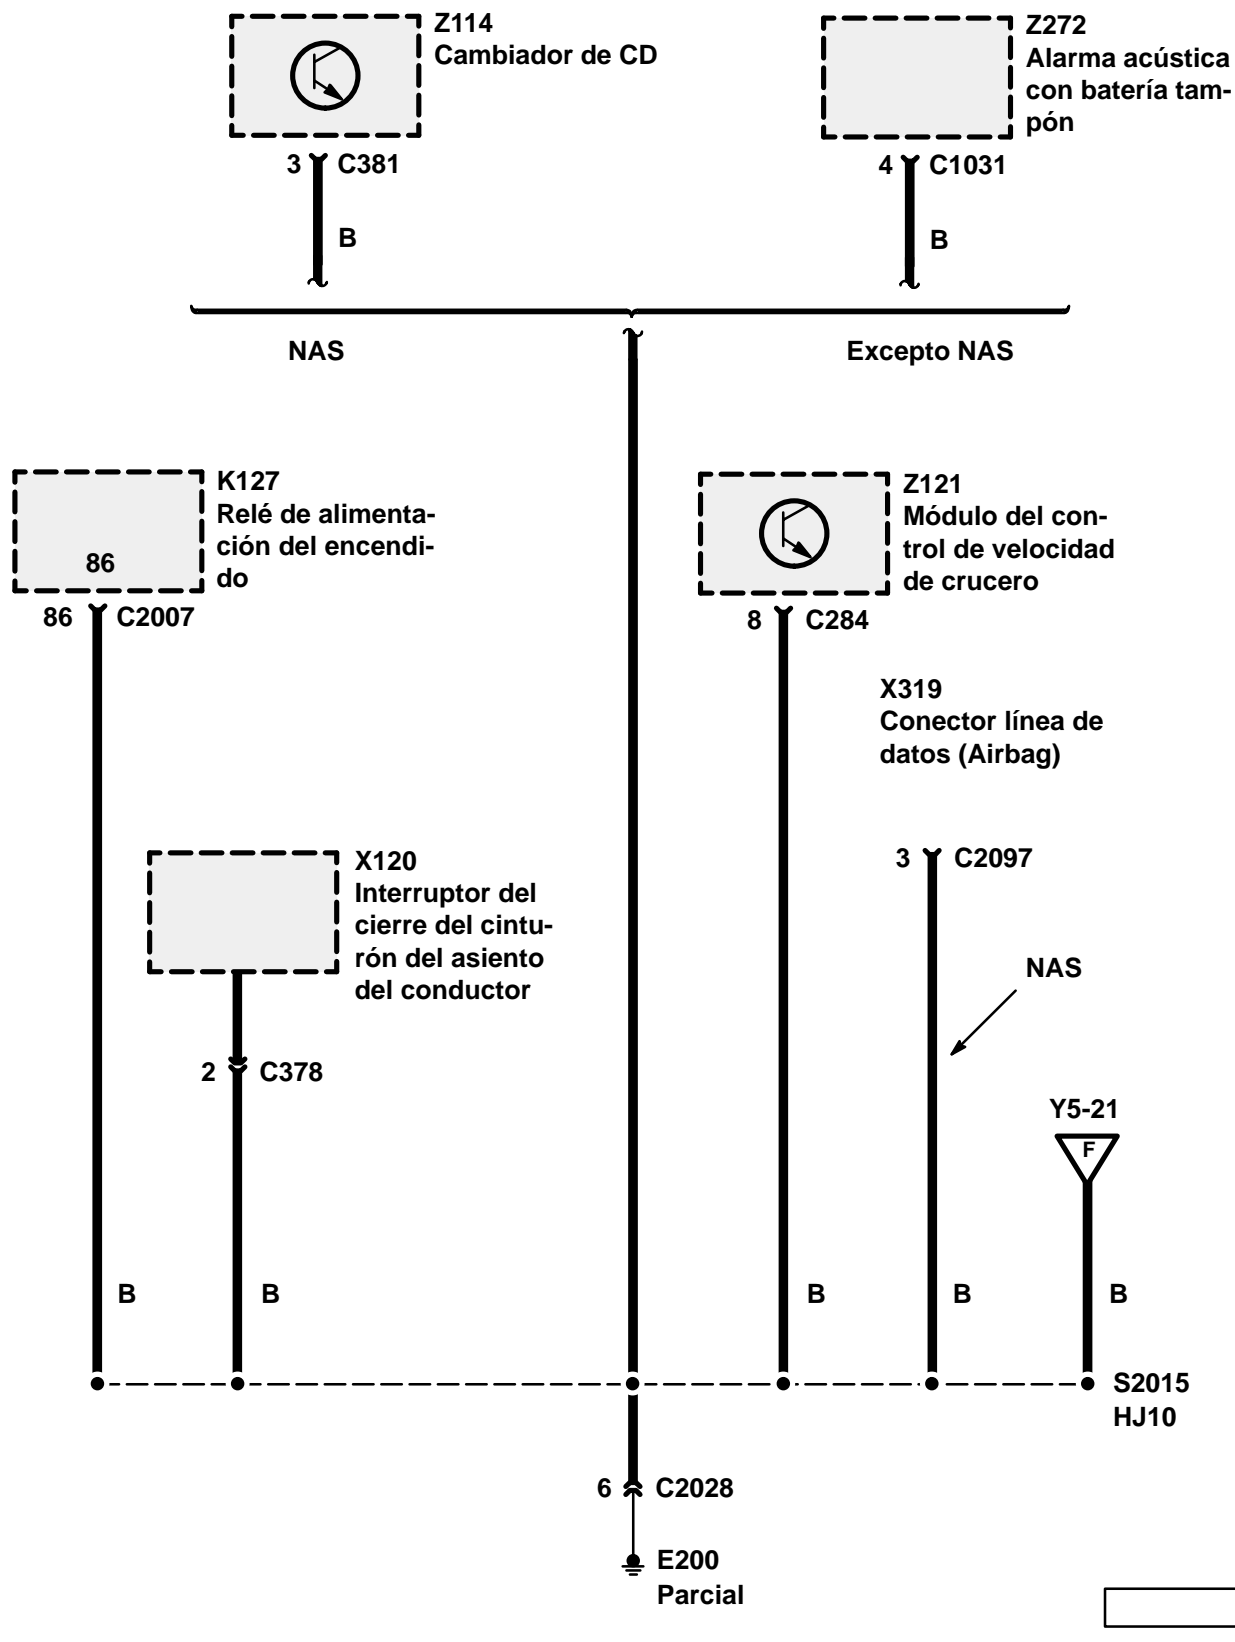 Z114
Cambiador de CD
3 C381
B
Z272
Alarma acústica
con batería tam-
pón
4 C1031
B
NAS
Excepto NAS
K127
Relé de alimenta-
ción del encendi-
do
86
86 C2007
Z121
Módulo del con-
trol de velocidad
de crucero
8 C284
X319
Conector línea de
datos (Airbag)
3 C2097
X120
Interruptor del
cierre del cintu-
rón del asiento
del conductor
2 C378
NAS
Y5-21
F
B
B
B
B
B
S2015
HJ10
6 C2028
E200
Parcial